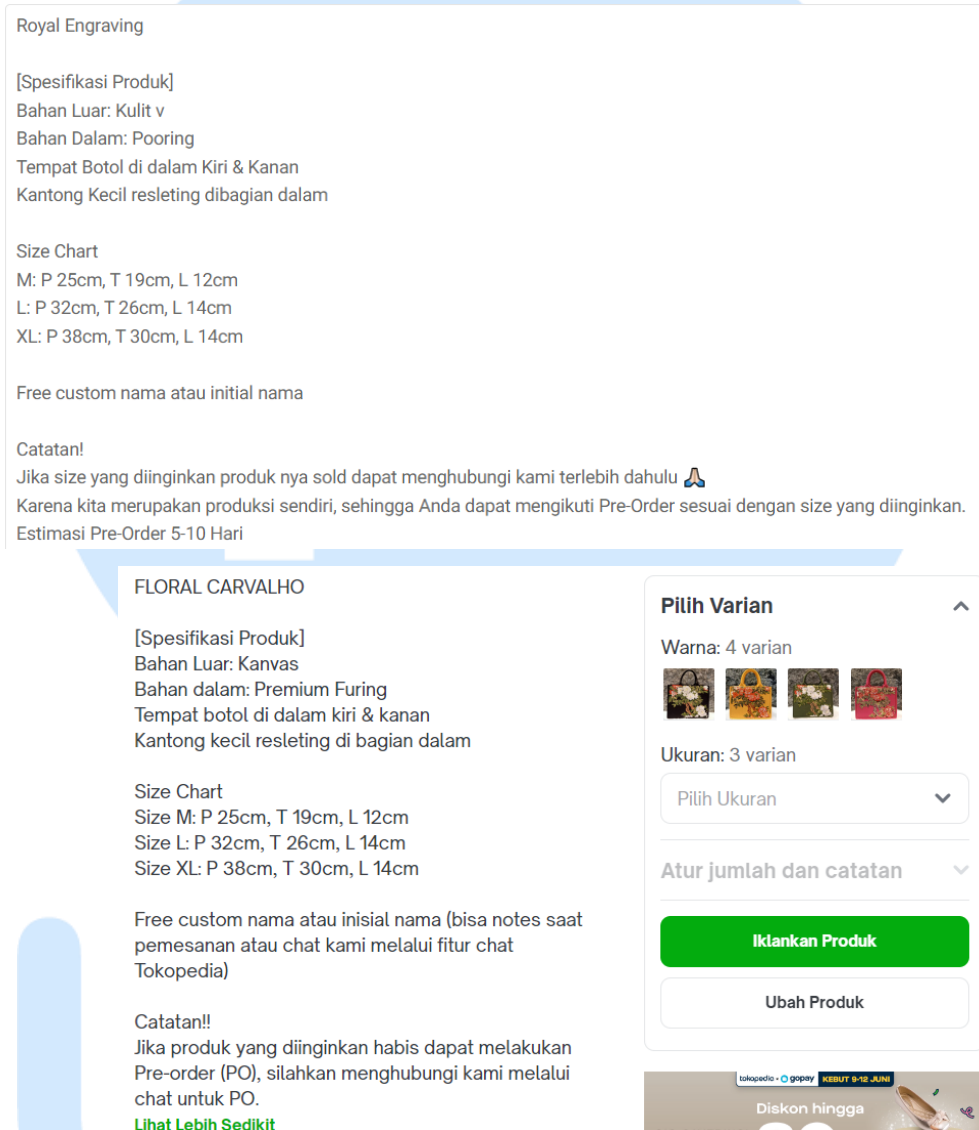 Royal Engraving
[Spesifikasi Produk]
Bahan Luar: Kulit v
Bahan Dalam: Pooring
Tempat Botol di dalam Kiri & Kanan
Kantong Kecil resleting dibagian dalam
Size Chart
M: P 25cm, T 19cm, L 12cm
L: P 32cm, T 26cm, L 14cm
XL: P 38cm, T 30cm, L 14cm
Free custom nama atau initial nama
Catatan!
Jika size yang diinginkan produk nya sold dapat menghubungi kami terlebih dahulu 🙏🏻
Karena kita merupakan produksi sendiri, sehingga Anda dapat mengikuti Pre-Order sesuai dengan size yang diinginkan.
Estimasi Pre-Order 5-10 Hari
FLORAL CARVALHO
[Spesifikasi Produk]
Bahan Luar: Kanvas
Bahan dalam: Premium Furing
Tempat botol di dalam kiri & kanan
Kantong kecil resleting di bagian dalam
Size Chart
Size M: P 25cm, T 19cm, L 12cm
Size L: P 32cm, T 26cm, L 14cm
Size XL: P 38cm, T 30cm, L 14cm
Free custom nama atau inisial nama (bisa notes saat
pemesanan atau chat kami melalui fitur chat
Tokopedia)
Catatan!!
Jika produk yang diinginkan habis dapat melakukan
Pre-order (PO), silahkan menghubungi kami melalui
chat untuk PO.
Lihat Lebih Sedikit
Pilih Varian
Warna: 4 varian
Ukuran: 3 varian
Pilih Ukuran
Atur jumlah dan catatan
Iklankan Produk
Ubah Produk
tokopedia • gopay KEBUT 9-12 JUNI
Diskon hingga